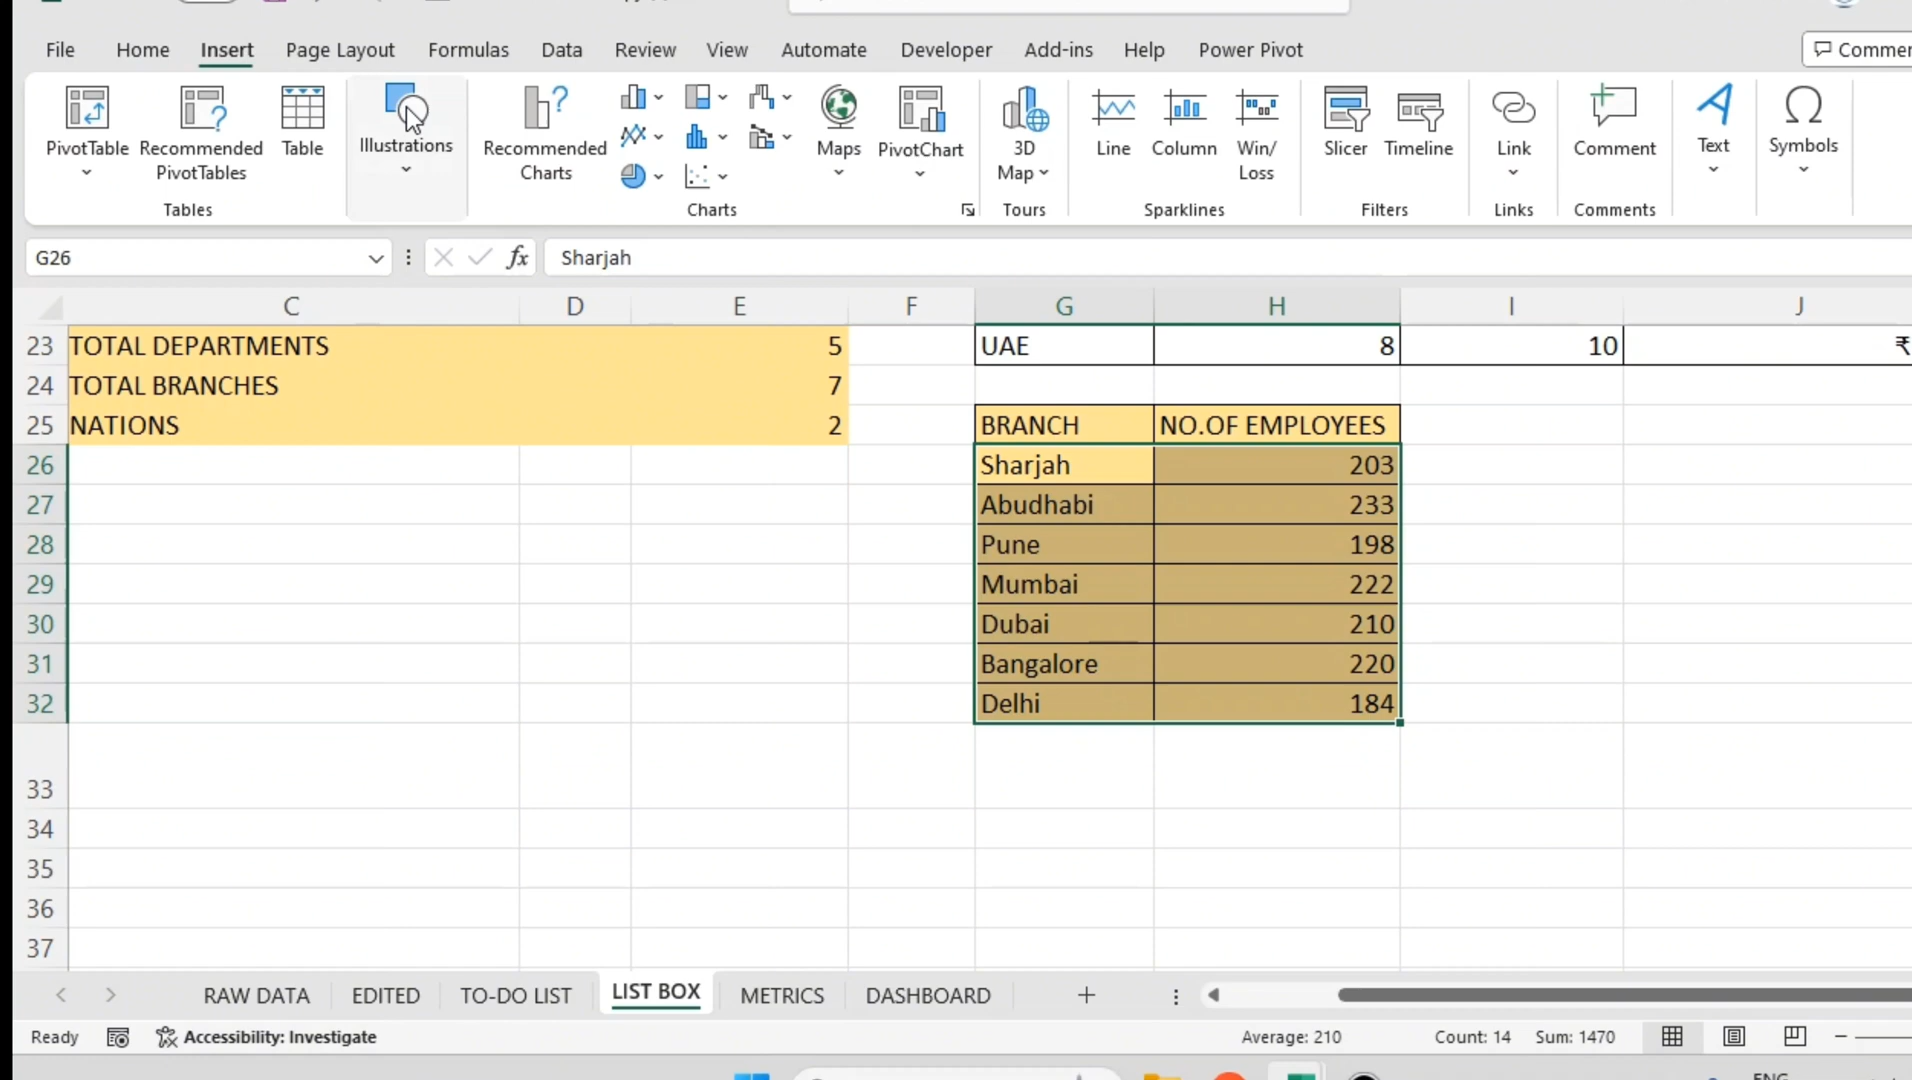 File Home Insert Page Layout Formulas Data Review View Automate Developer Add-ins Help Power Pivot Commen
PivotTable Recommended PivotTables Table Illustrations Recommended Charts Maps PivotChart 3D Map Line Column Win/ Loss Slicer Timeline Link Comment Text Symbols
Tables Charts Tours Sparklines Filters Links Comments
G26 fx Sharjah
C D E F G H I J
23 TOTAL DEPARTMENTS 5 UAE 8 10 ₹
24 TOTAL BRANCHES 7
25 NATIONS 2 BRANCH NO.OF EMPLOYEES
26 Sharjah 203
27 Abudhabi 233
28 Pune 198
29 Mumbai 222
30 Dubai 210
31 Bangalore 220
32 Delhi 184
33
34
35
36
37
RAW DATA EDITED TO-DO LIST LIST BOX METRICS DASHBOARD
Ready Accessibility: Investigate Average: 210 Count: 14 Sum: 1470
ENG